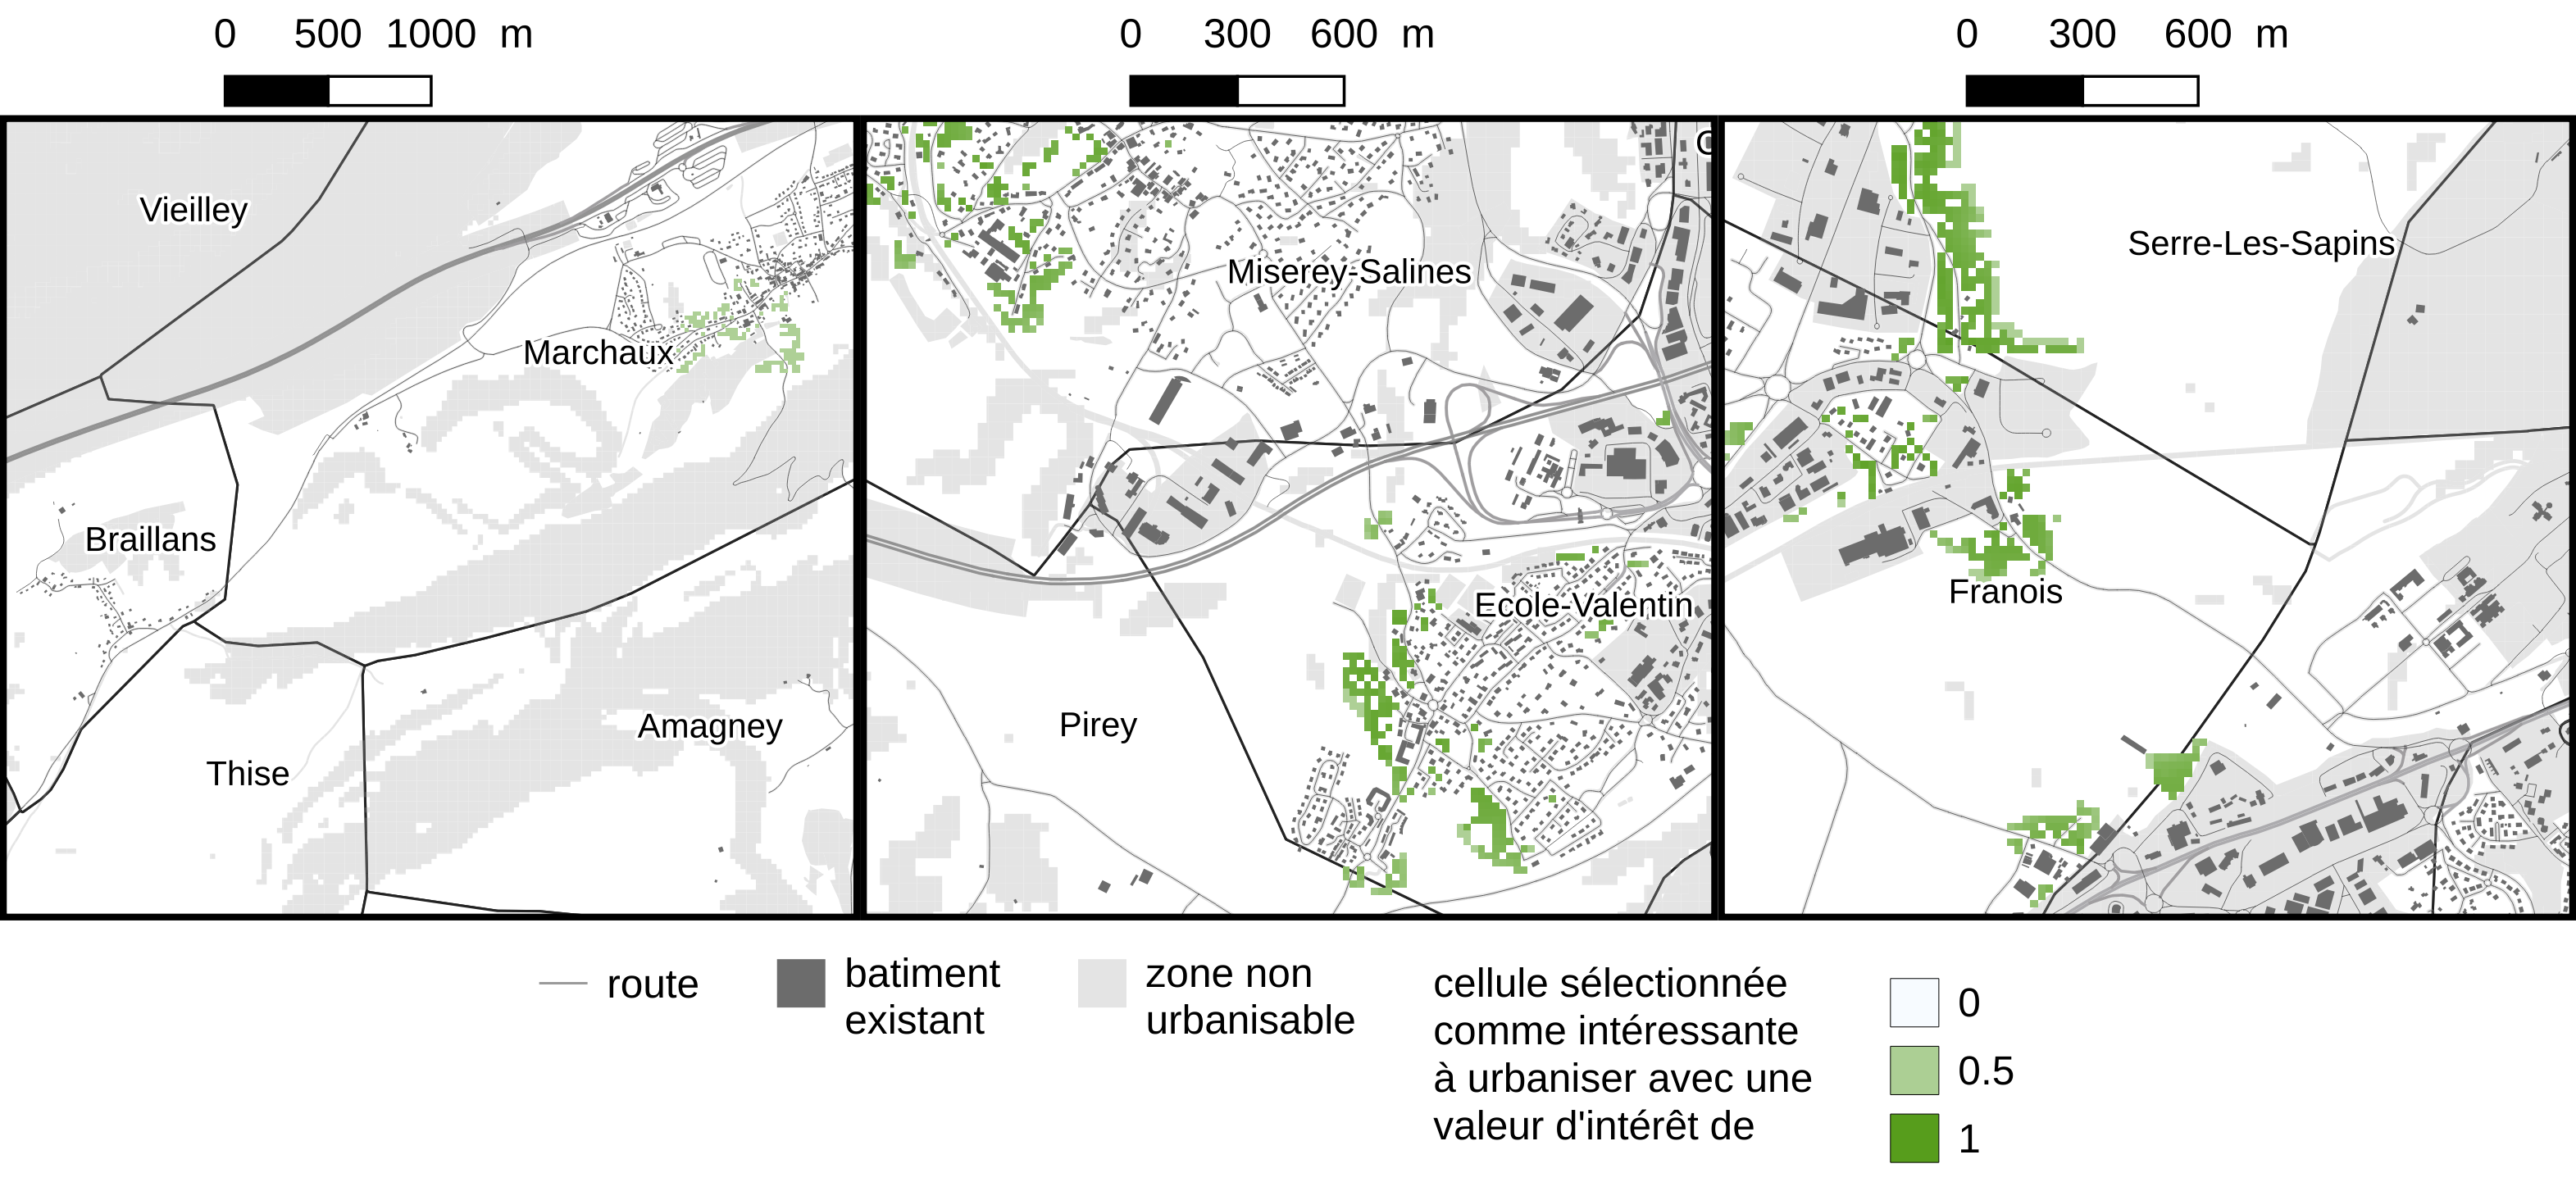 0 500 1000 m
0 300 600 m
0 300 600 m
Vieilley
Marchaux
Braillans
Thise
Amagney
Miserey-Salines
Ecole-Valentin
Pirey
Serre-Les-Sapins
Franois
route
batiment
existant
zone non
urbanisable
cellule sélectionnée
comme intéressante
à urbaniser avec une
valeur d'intérêt de
0
0.5
1